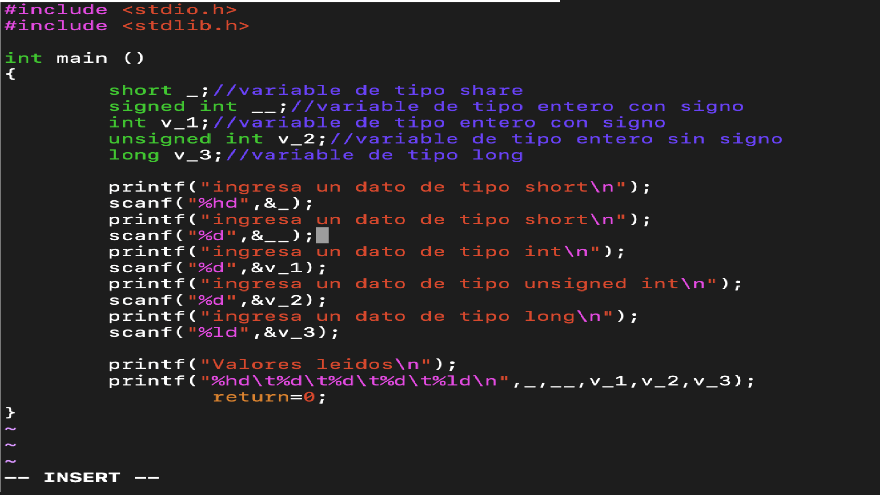 #include <stdio.h>
#include <stdlib.h>
int main ()
{
short _;//variable de tipo share
signed int __;//variable de tipo entero con signo
int v_1;//variable de tipo entero con signo
unsigned int v_2;//variable de tipo entero sin signo
long v_3;//variable de tipo long
printf("ingresa un dato de tipo short\n");
scanf("%hd",&_);
printf("ingresa un dato de tipo short\n");
scanf("%d",&__);
printf("ingresa un dato de tipo int\n");
scanf("%d",&v_1);
printf("ingresa un dato de tipo unsigned int\n");
scanf("%d",&v_2);
printf("ingresa un dato de tipo long\n");
scanf("%ld",&v_3);
printf("Valores leidos\n");
printf("%hd\t%d\t%d\t%d\t%ld\n",_,__,v_1,v_2,v_3);
return=0;
}
~
~
~
-- INSERT --